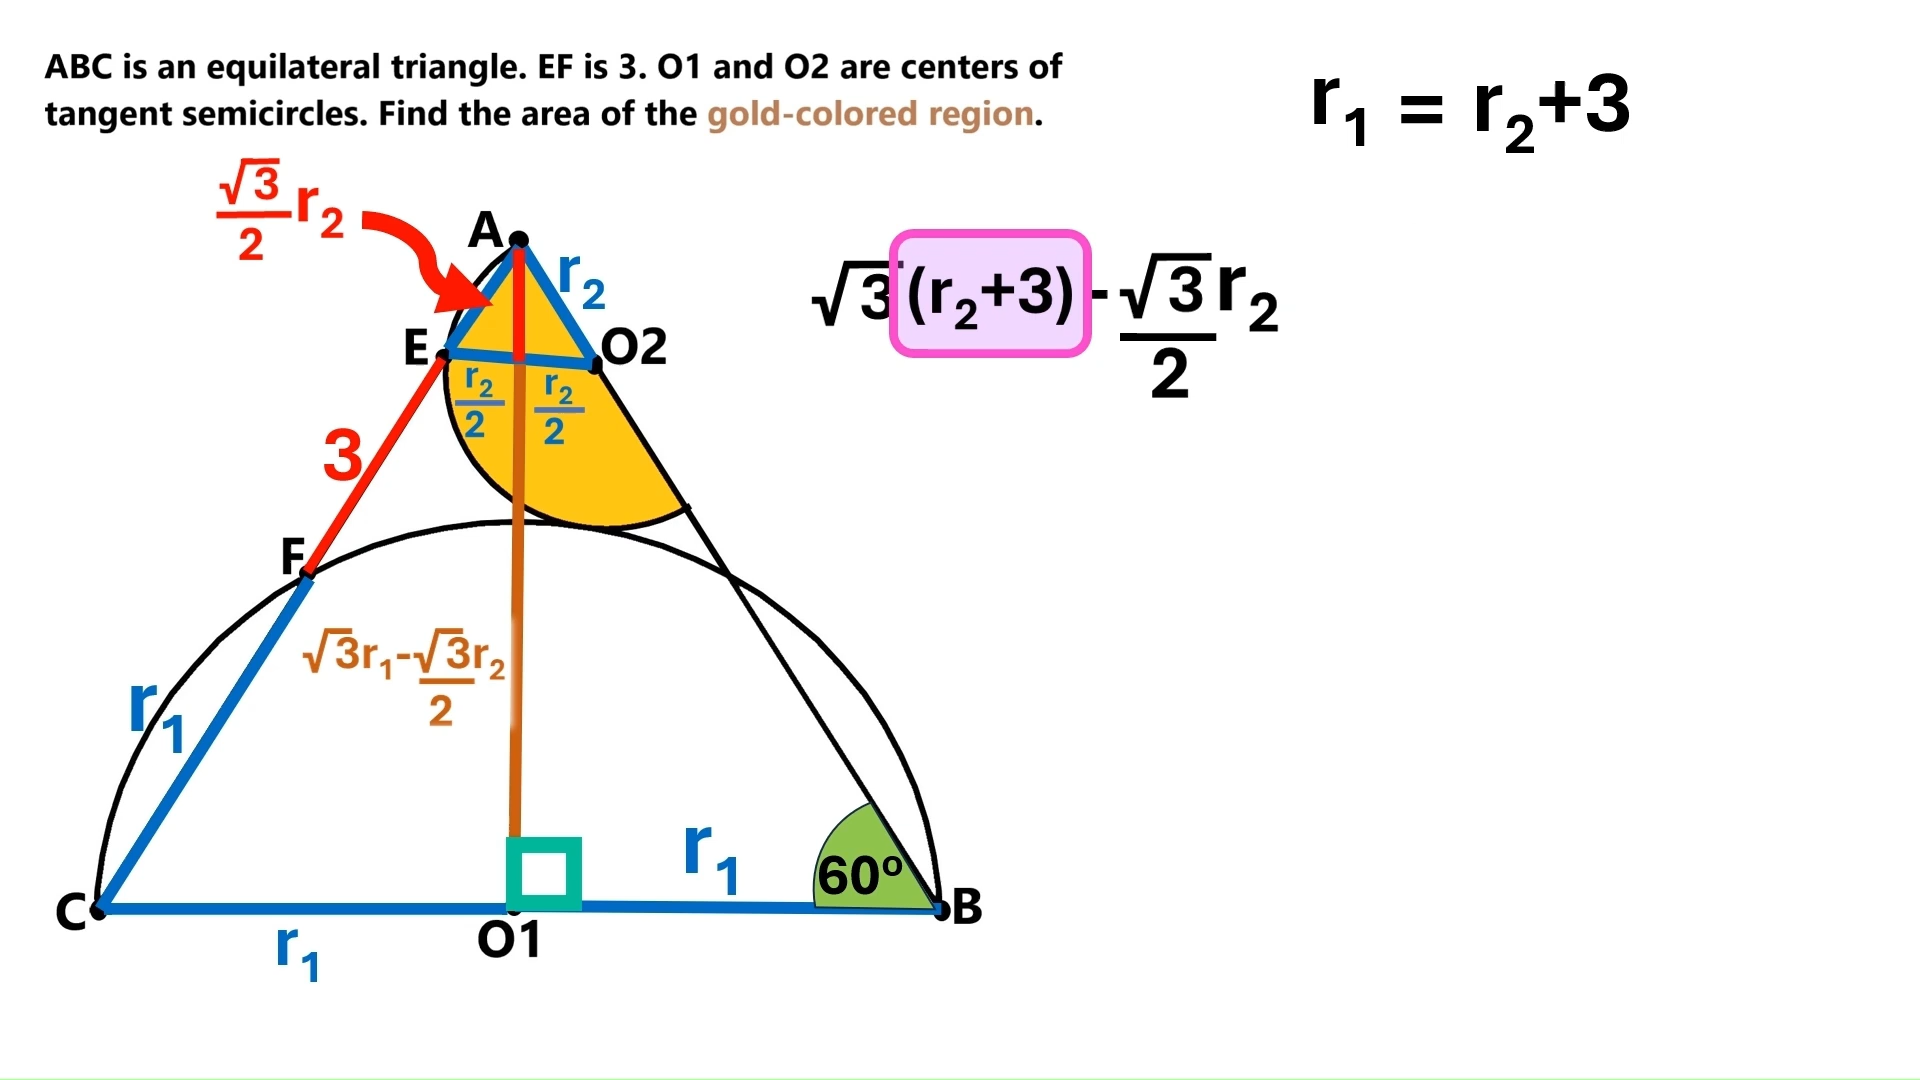 ABC is an equilateral triangle. EF is 3. O1 and O2 are centers of
tangent semicircles. Find the area of the gold-colored region.
r₁ = r₂+3
√3/2 r₂
A
r₂
√3(r₂+3) - √3/2 r₂
E
O2
r₂/2
r₂/2
3
F
√3r₁-√3/2 r₂
r₁
r₁
60º
C
B
O1
r₁